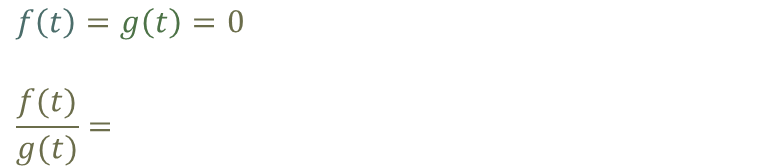 f(t) = g(t) = 0
f(t)/g(t) =